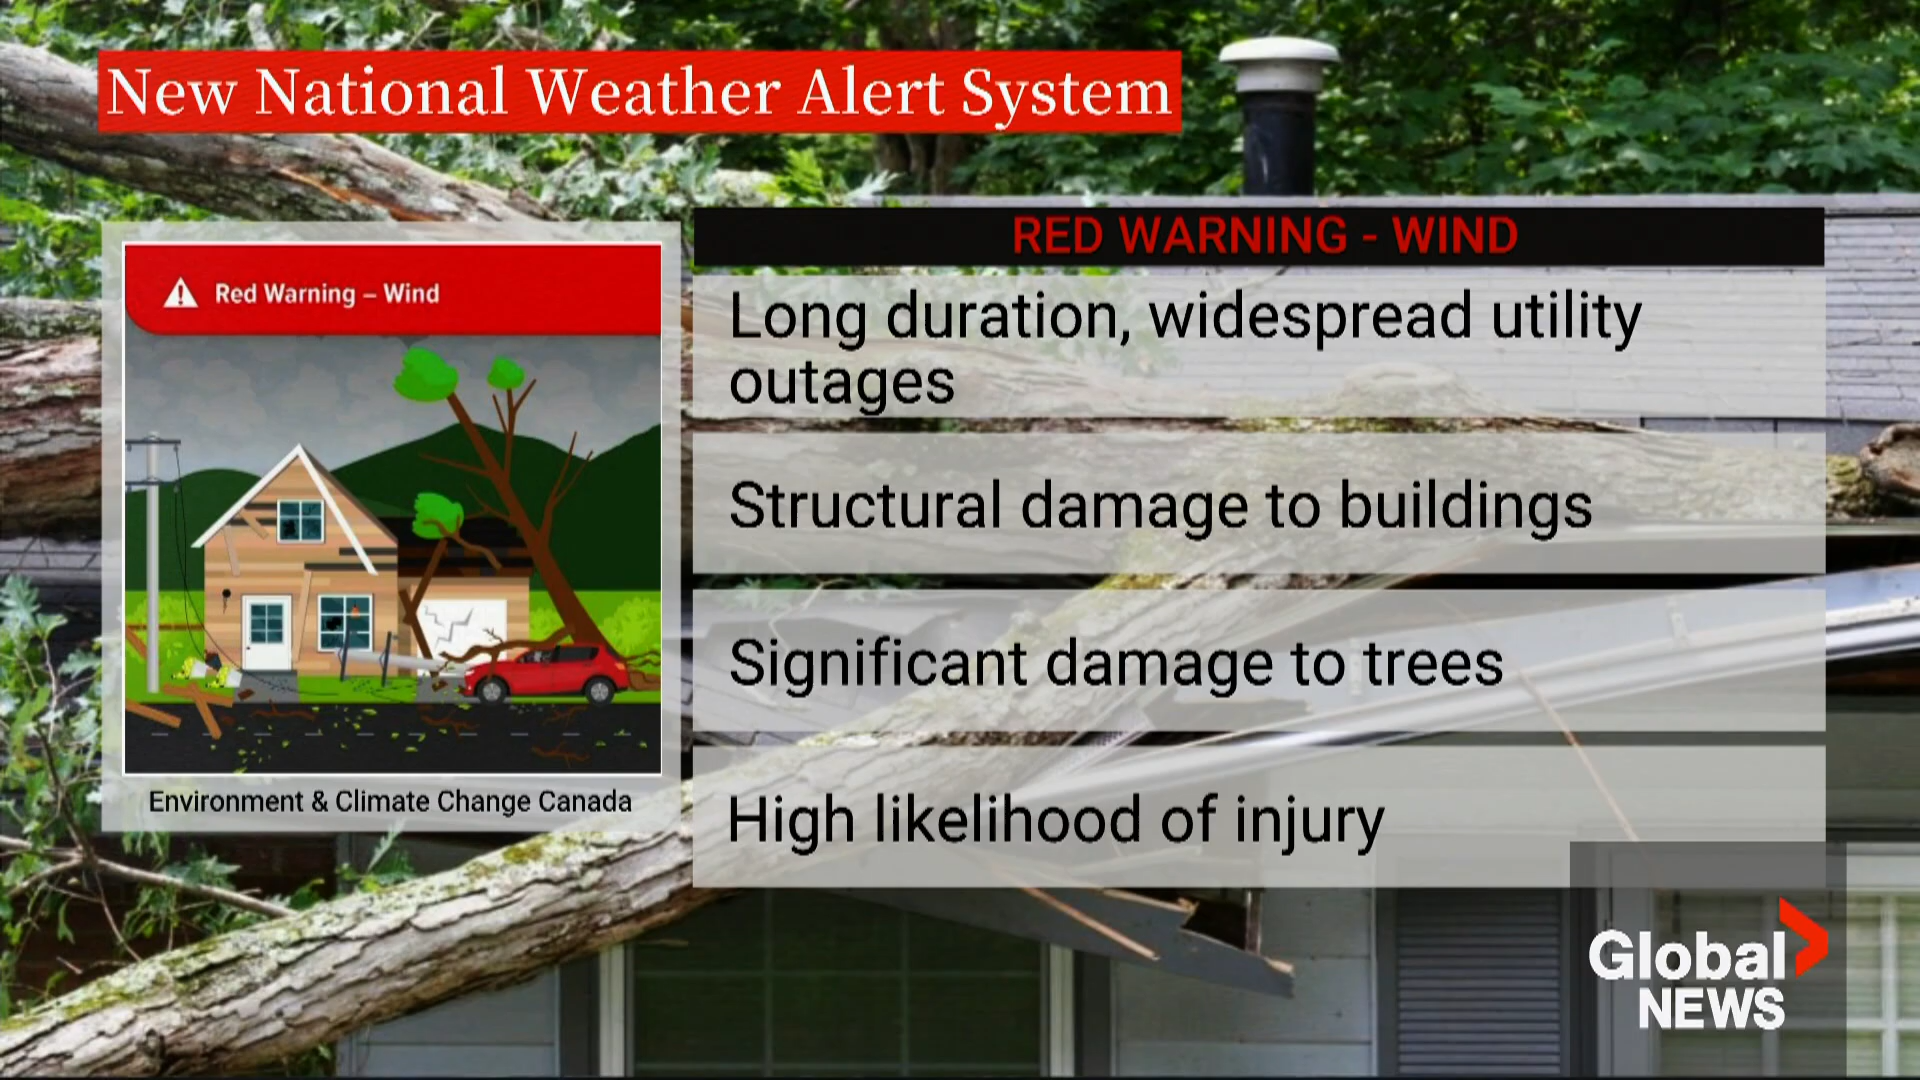 New National Weather Alert System
Red Warning – Wind
Environment & Climate Change Canada
RED WARNING - WIND
Long duration, widespread utility
outages
Structural damage to buildings
Significant damage to trees
High likelihood of injury
Global
NEWS